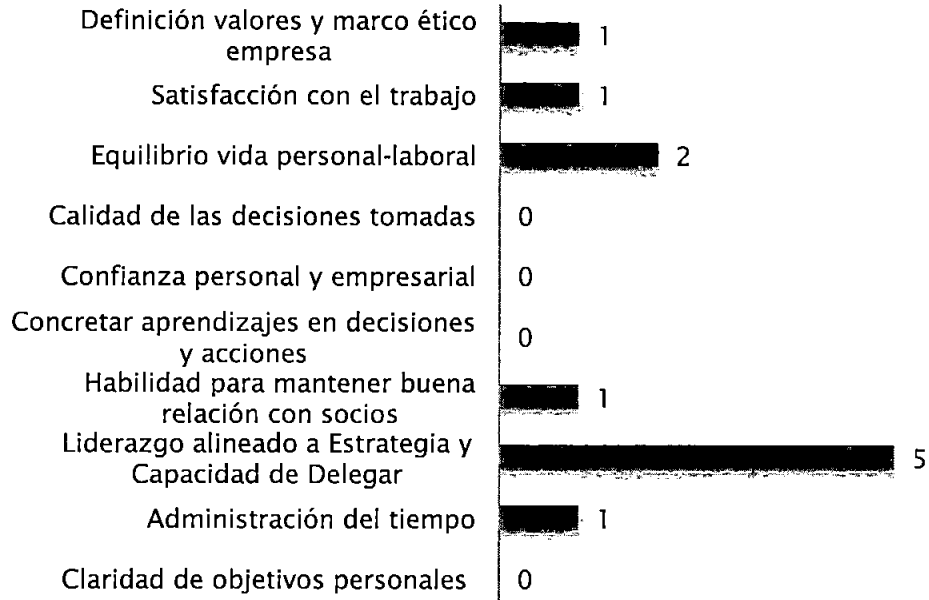 Definición valores y marco ético
empresa
1
Satisfacción con el trabajo
1
Equilibrio vida personal-laboral
2
Calidad de las decisiones tomadas
0
Confianza personal y empresarial
0
Concretar aprendizajes en decisiones
y acciones
0
Habilidad para mantener buena
relación con socios
1
Liderazgo alineado a Estrategia y
Capacidad de Delegar
5
Administración del tiempo
1
Claridad de objetivos personales
0